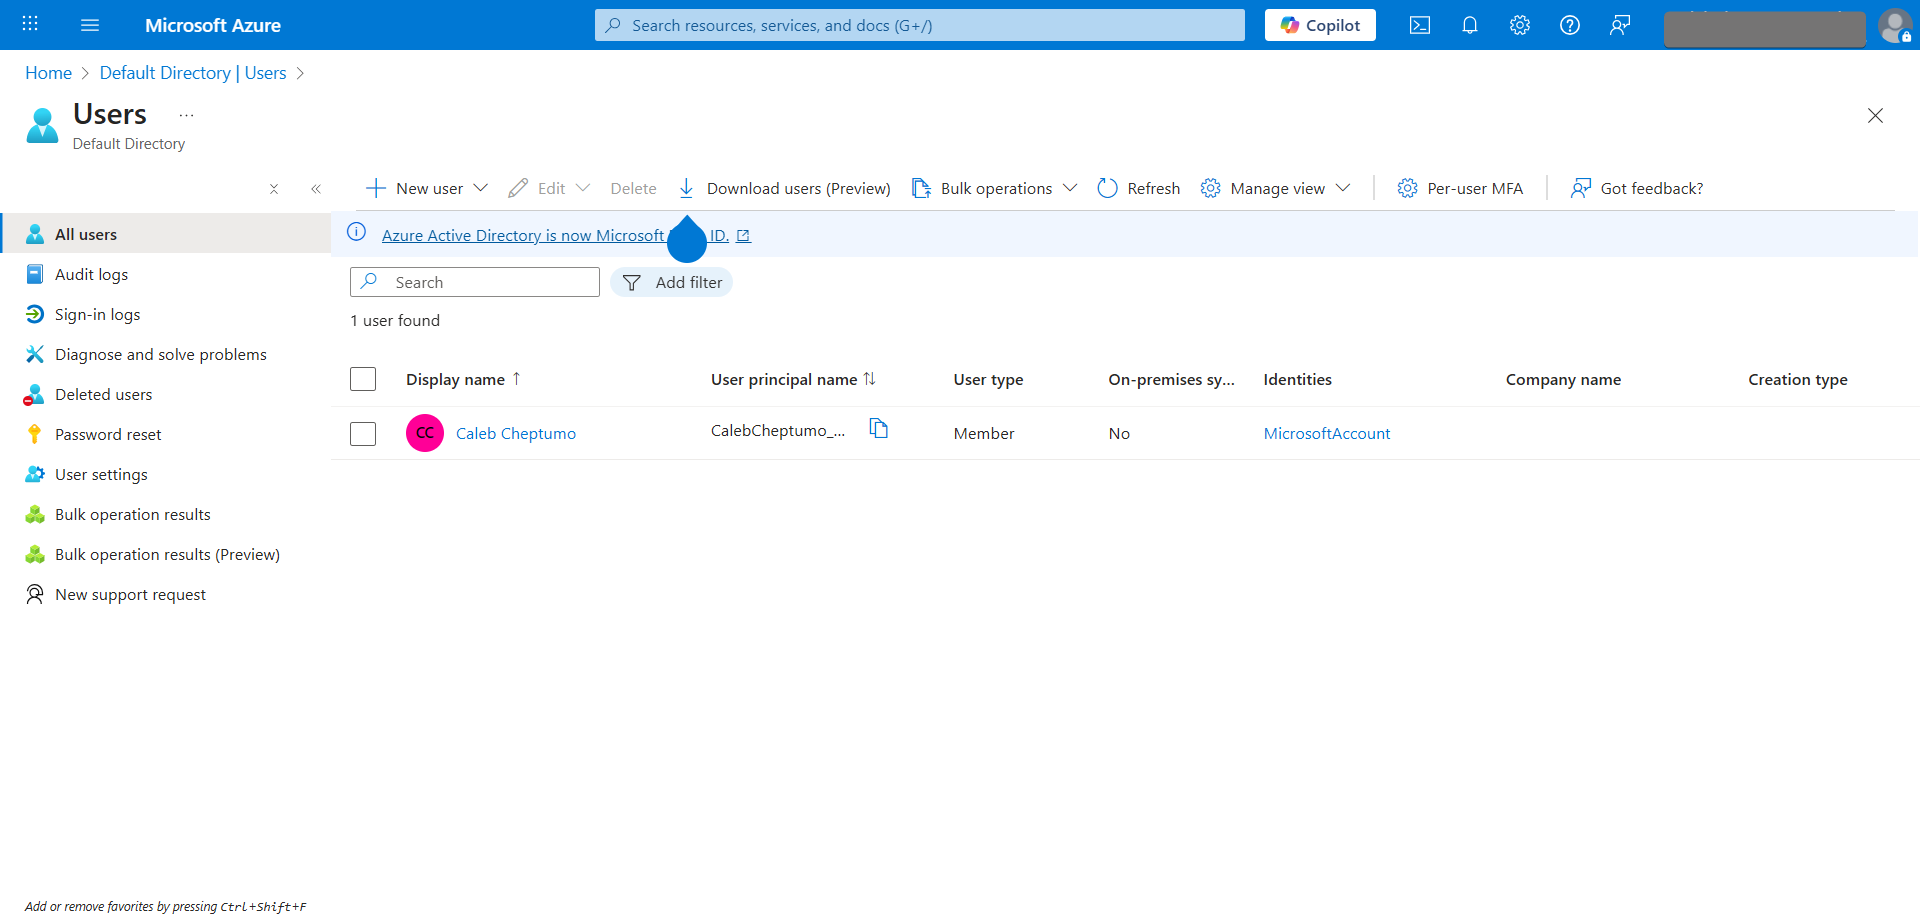 Microsoft Azure
Search resources, services, and docs (G+/)
Copilot
Home > Default Directory | Users >
Users ...
Default Directory
New user
Edit
Delete
Download users (Preview)
Bulk operations
Refresh
Manage view
Per-user MFA
Got feedback?
All users
Audit logs
Sign-in logs
Diagnose and solve problems
Deleted users
Password reset
User settings
Bulk operation results
Bulk operation results (Preview)
New support request
Azure Active Directory is now Microsoft ID.
Search
Add filter
1 user found
Display name ↑ User principal name ↑↓ User type On-premises sy... Identities Company name Creation type
CC Caleb Cheptumo CalebCheptumo_... Member No MicrosoftAccount
Add or remove favorites by pressing Ctrl+Shift+F